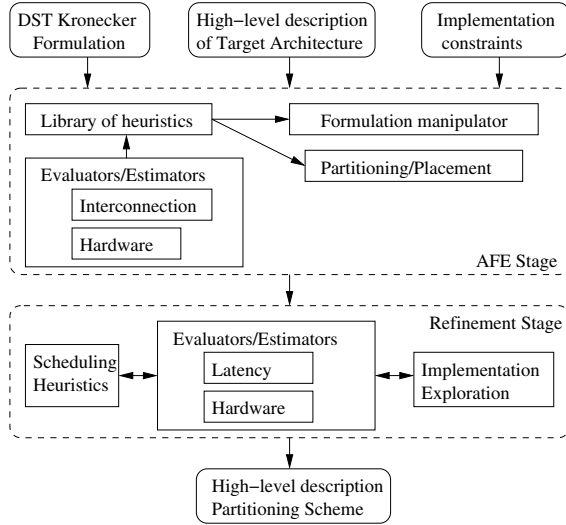 DST Kronecker
Formulation
High−level description
of Target Architecture
Implementation
constraints
Library of heuristics
Formulation manipulator
Evaluators/Estimators
Partitioning/Placement
Interconnection
Hardware
AFE Stage
Refinement Stage
Evaluators/Estimators
Scheduling
Heuristics
Latency
Hardware
Implementation
Exploration
High−level description
Partitioning Scheme